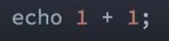 echo 1 + 1;